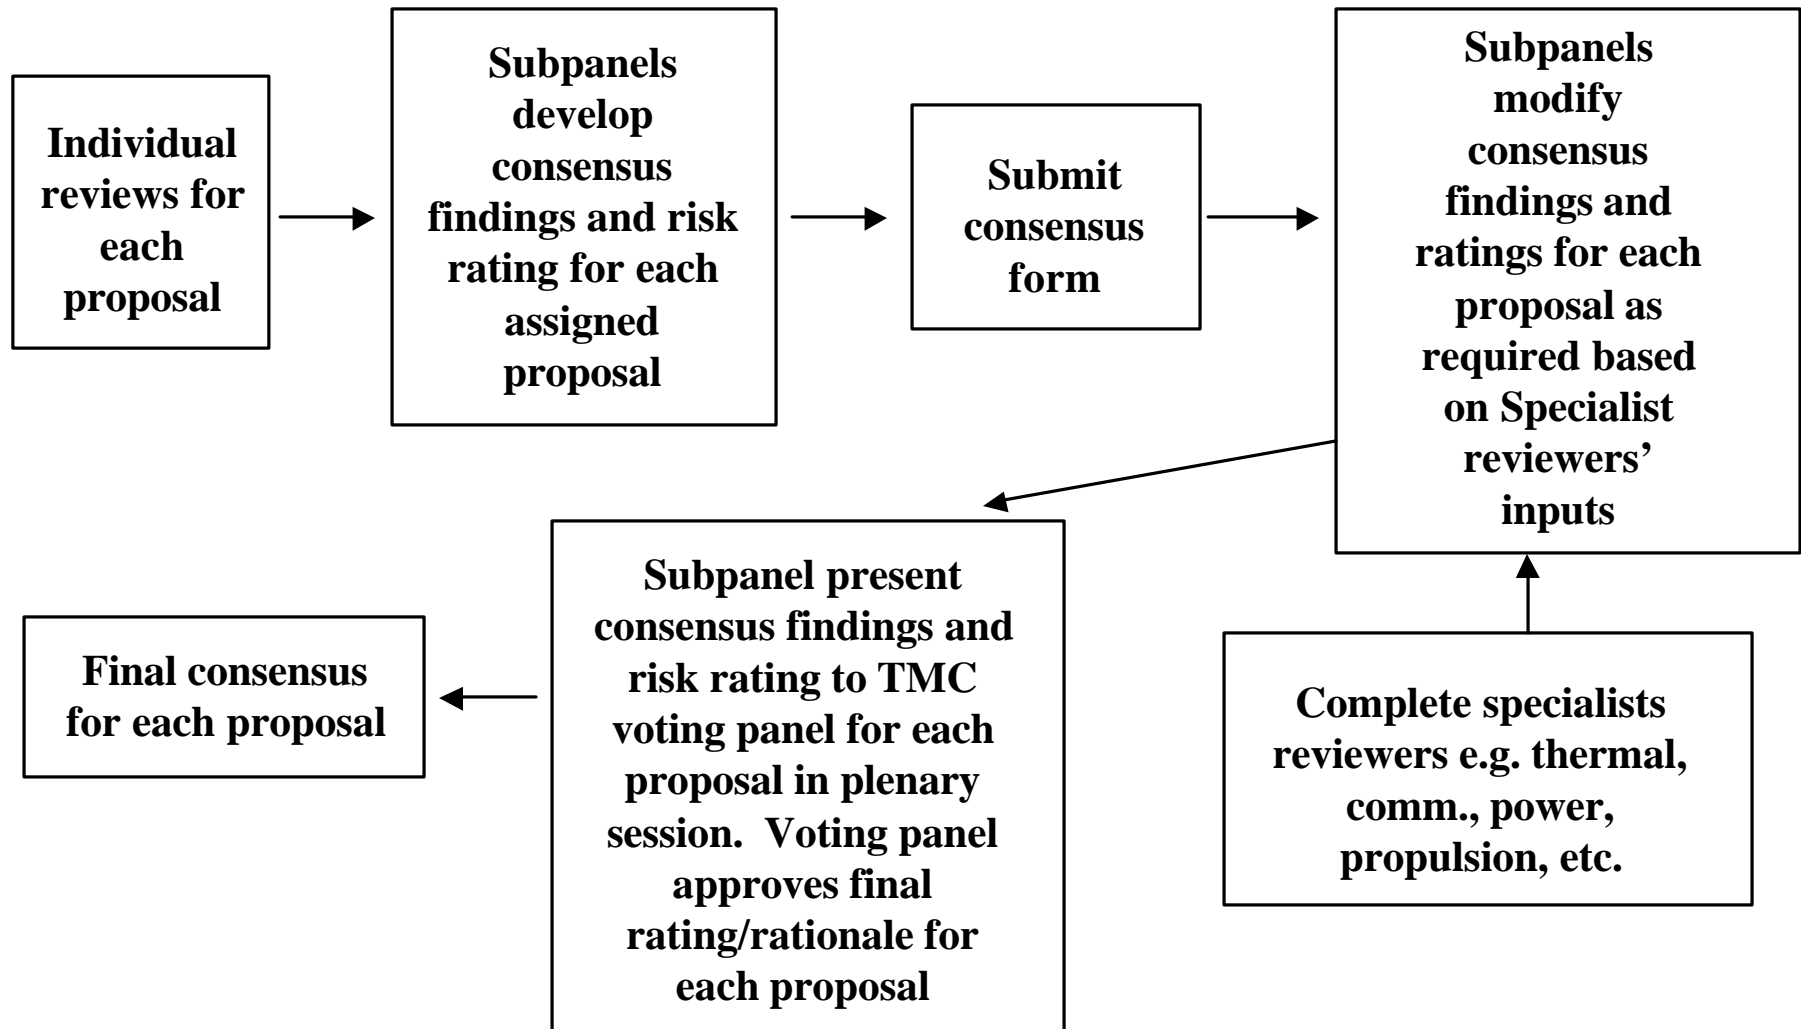 Individual
reviews for
each
proposal
Subpanels
develop
consensus
findings and risk
rating for each
assigned
proposal
Submit
consensus
form
Subpanels
modify
consensus
findings and
ratings for each
proposal as
required based
on Specialist
reviewers’
inputs
Complete specialists
reviewers e.g. thermal,
comm., power,
propulsion, etc.
Subpanel present
consensus findings and
risk rating to TMC
voting panel for each
proposal in plenary
session.  Voting panel
approves final
rating/rationale for
each proposal
Final consensus
for each proposal